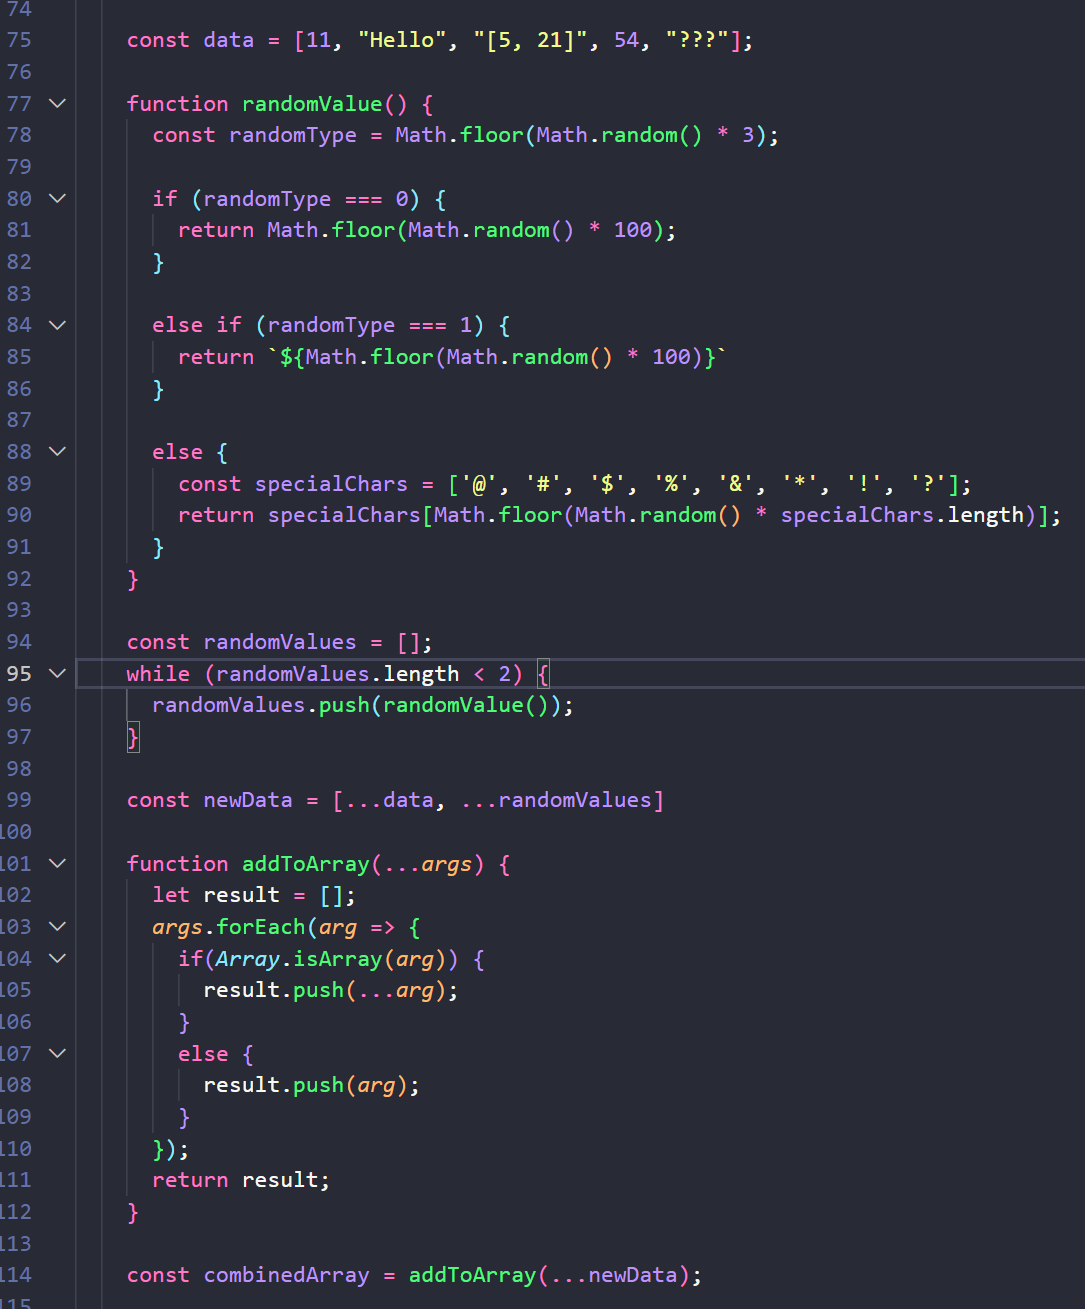 74
75 const data = [11, "Hello", "[5, 21]", 54, "???"];
76
77 function randomValue() {
78 const randomType = Math.floor(Math.random() * 3);
79
80 if (randomType === 0) {
81 return Math.floor(Math.random() * 100);
82 }
83
84 else if (randomType === 1) {
85 return `${Math.floor(Math.random() * 100)}`
86 }
87
88 else {
89 const specialChars = ['@', '#', '$', '%', '&', '*', '!', '?'];
90 return specialChars[Math.floor(Math.random() * specialChars.length)];
91 }
92 }
93
94 const randomValues = [];
95 while (randomValues.length < 2) {
96 randomValues.push(randomValue());
97 }
98
99 const newData = [...data, ...randomValues]
100
101 function addToArray(...args) {
102 let result = [];
103 args.forEach(arg => {
104 if(Array.isArray(arg)) {
105 result.push(...arg);
106 }
107 else {
108 result.push(arg);
109 }
110 });
111 return result;
112 }
113
114 const combinedArray = addToArray(...newData);
115